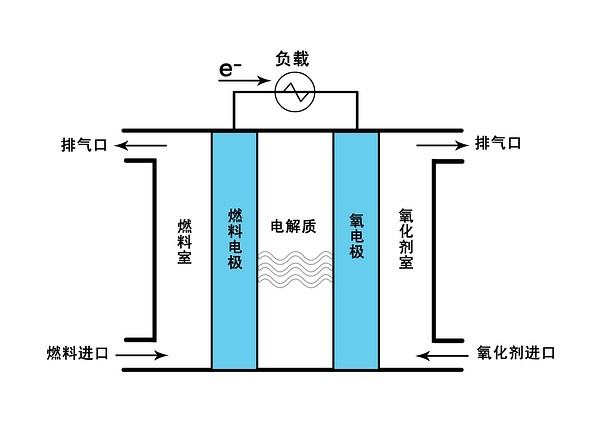 负载
e⁻
排气口
排气口
燃料室
燃料电极
电解质
氧电极
氧化剂室
燃料进口
氧化剂进口